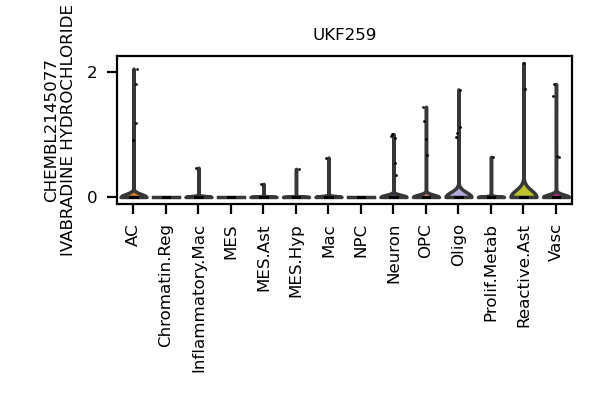 UKF259
CHEMBL2145077
IVABRADINE HYDROCHLORIDE
2
0
AC
Chromatin.Reg
Inflammatory.Mac
MES
MES.Ast
MES.Hyp
Mac
NPC
Neuron
OPC
Oligo
Prolif.Metab
Reactive.Ast
Vasc